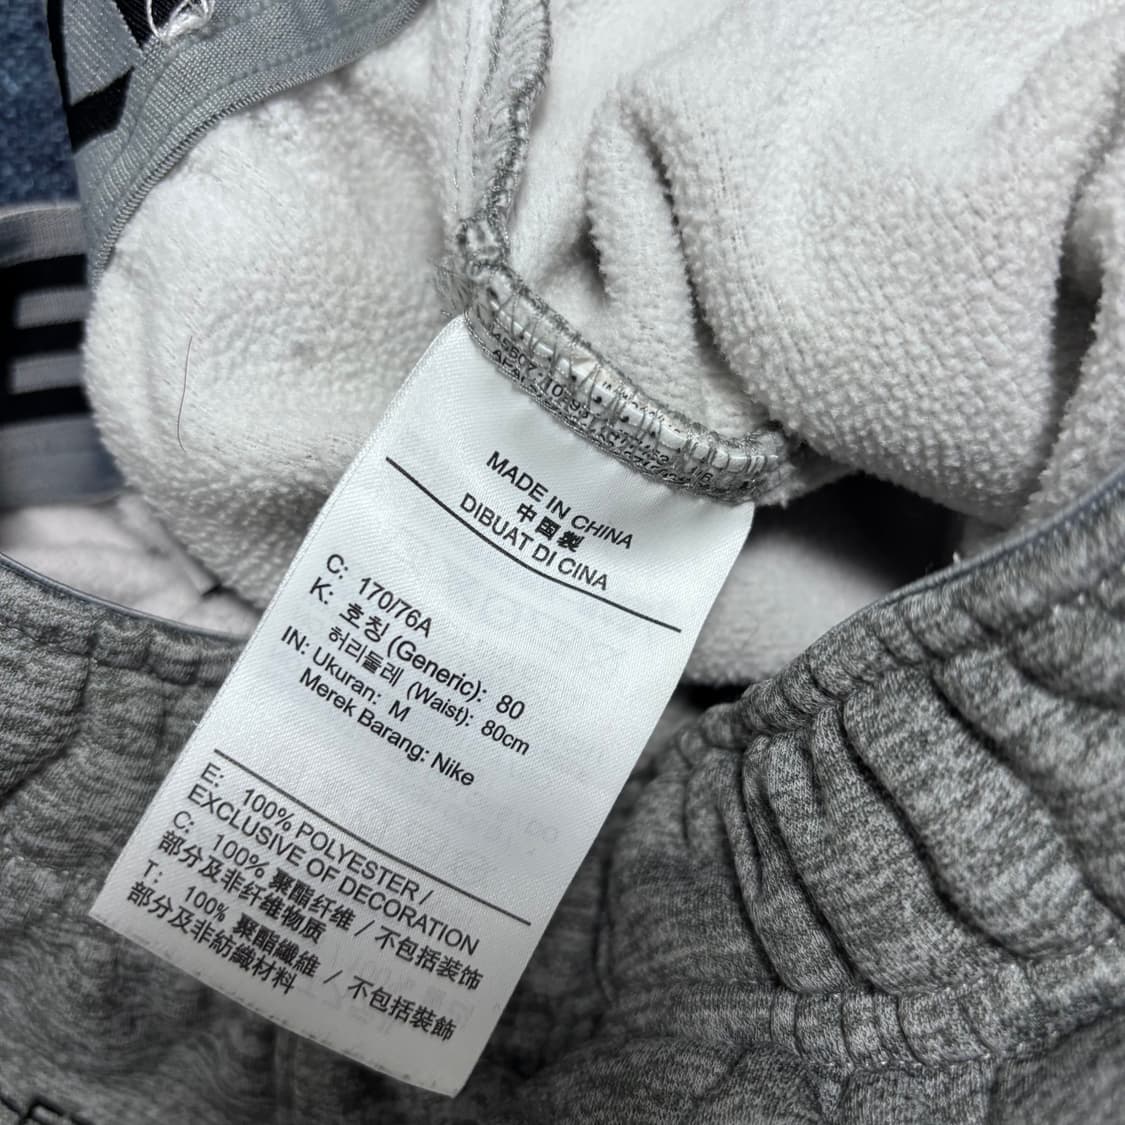 MADE IN CHINA
中国製
DIBUAT DI CINA
C: 170/76A
K: 호칭 (Generic): 80
허리둘레 (Waist): 80cm
IN: Ukuran: M
Merek Barang: Nike
E: 100% POLYESTER /
EXCLUSIVE OF DECORATION
C: 100% 聚酯纤维 / 不包括装饰
部分及非纤维物质
T: 100% 聚酯纖維 / 不包括裝飾
部分及非紡織材料